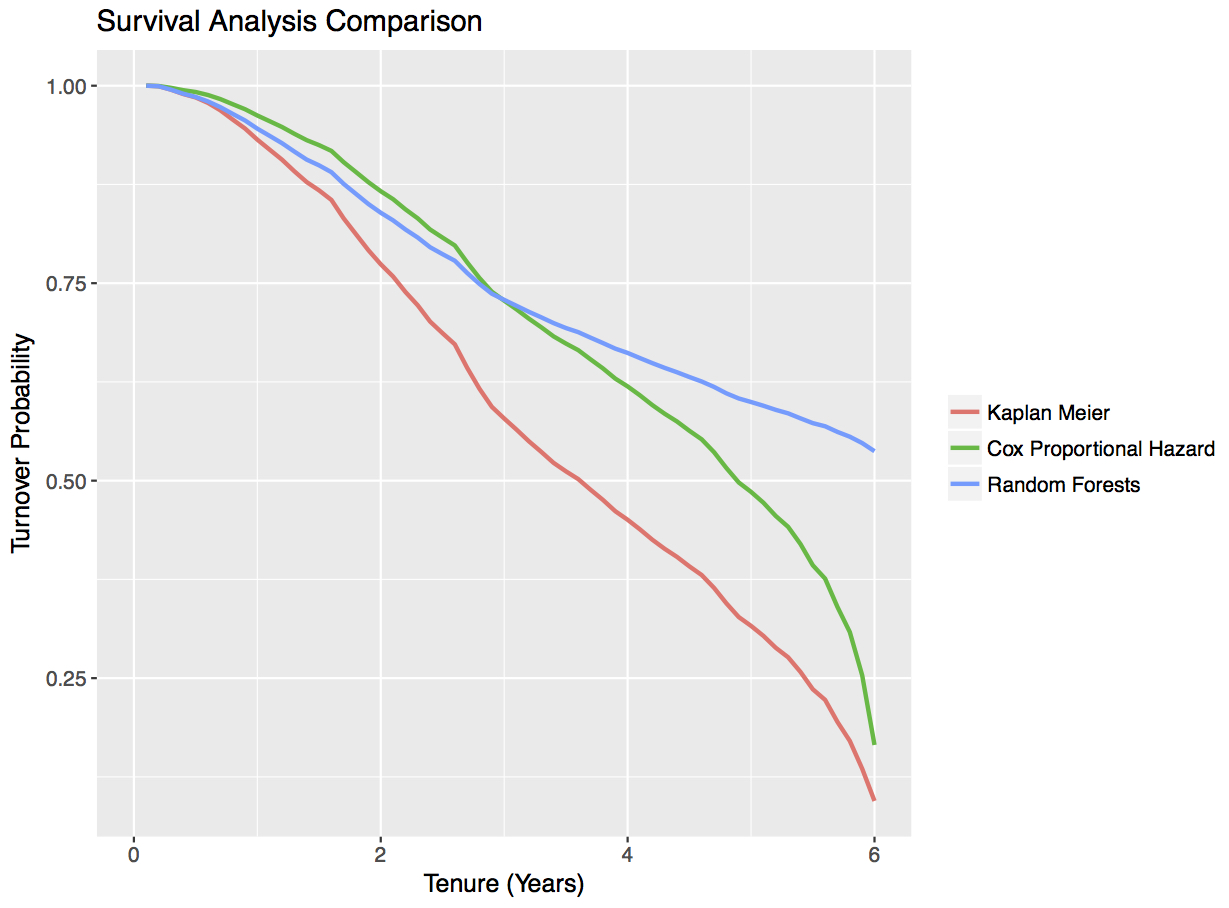 Survival Analysis Comparison
Turnover Probability
1.00
0.75
0.50
0.25
0
2
4
6
Tenure (Years)
Kaplan Meier
Cox Proportional Hazard
Random Forests